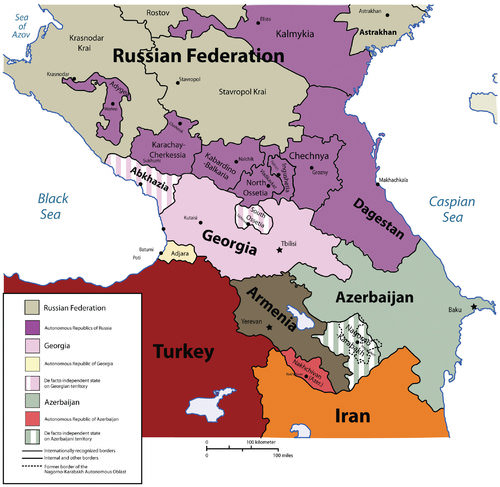 Sea
of
Azov
Rostov
Astrakhan
Elista
Astrakhan
Kalmykia
Krasnodar
Krai
Russian Federation
Krasnodar
Stavropol
Stavropol Krai
Adygea
Karachay-
Cherkessia
Kabardino
Balkaria
Nalchik
Chechnya
Grozny
Ingushetia
North
Ossetia
Sukhumi
Abkhazia
Makhachkala
Dagestan
Black
Sea
Caspian
Sea
Kutaisi
South
Ossetia
Georgia
Tbilisi
Batumi
Poti
Adjara
Armenia
Azerbaijan
Yerevan
Baku
Nagorno
Karabakh
Nakhchivan
(Azer.)
Turkey
Iran
Russian Federation
Autonomous Republics of Russia
Georgia
Autonomous Republic of Georgia
De facto independent state
on Georgian territory
Azerbaijan
Autonomous Republic of Azerbaijan
De facto independent state
on Azerbaijani territory
Internationally recognized borders
Internal and other borders
Former border of the
Nagorno-Karabakh Autonomous Oblast
0
100 kilometer
0
100 miles